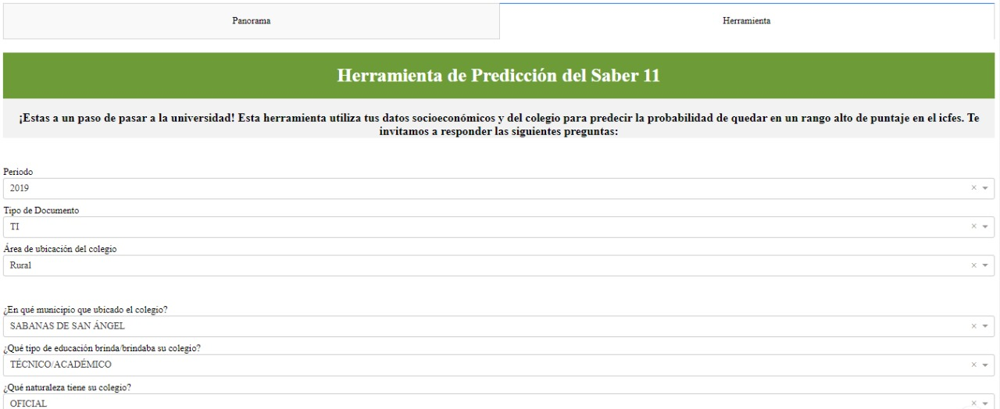 Panorama
Herramienta
Herramienta de Predicción del Saber 11
¡Estas a un paso de pasar a la universidad! Esta herramienta utiliza tus datos socioeconómicos y del colegio para predecir la probabilidad de quedar en un rango alto de puntaje en el icfes. Te
invitamos a responder las siguientes preguntas:
Periodo
2019
Tipo de Documento
TI
Área de ubicación del colegio
Rural
¿En qué municipio que ubicado el colegio?
SABANAS DE SAN ÁNGEL
¿Qué tipo de educación brinda/brindaba su colegio?
TÉCNICO/ACADÉMICO
¿Qué naturaleza tiene su colegio?
OFICIAL